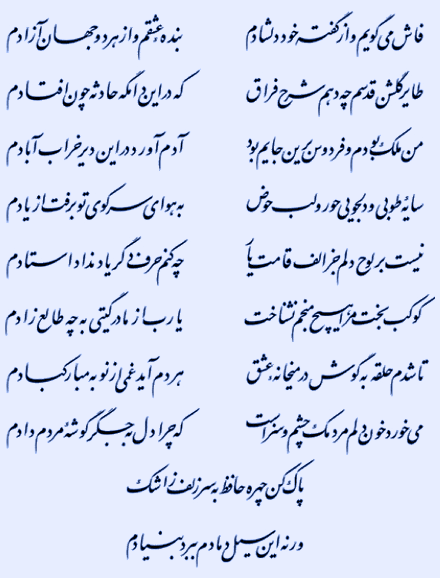 فاش می گویم و از گفته خود دلشادم بنده عشقم و از هر دو جهان آزادم
طایر گلشن قدسم چه دهم شرح فراق که در این دامگه حادثه چون افتادم
من ملک بودم و فردوس برین جایم بود آدم آورد در این دیر خراب آبادم
سایه طوبی و دلجویی حور و لب حوض به هوای سر کوی تو برفت از یادم
نیست بر لوح دلم جز الف قامت یار چه کنم حرف دگر یاد نداد استادم
کوکب بخت مرا هیچ منجم نشناخت یا رب از مادر گیتی به چه طالع زادم
تا شدم حلقه به گوش در میخانه عشق هر دم آید غمی از نو به مبارکبادم
می خورد خون دلم مردمک چشم و سزاست که چرا دل به جگرگوشه مردم دادم
پاک کن چهره حافظ به سر زلف ز اشک
ور نه این سیل دمادم ببرد بنیادم